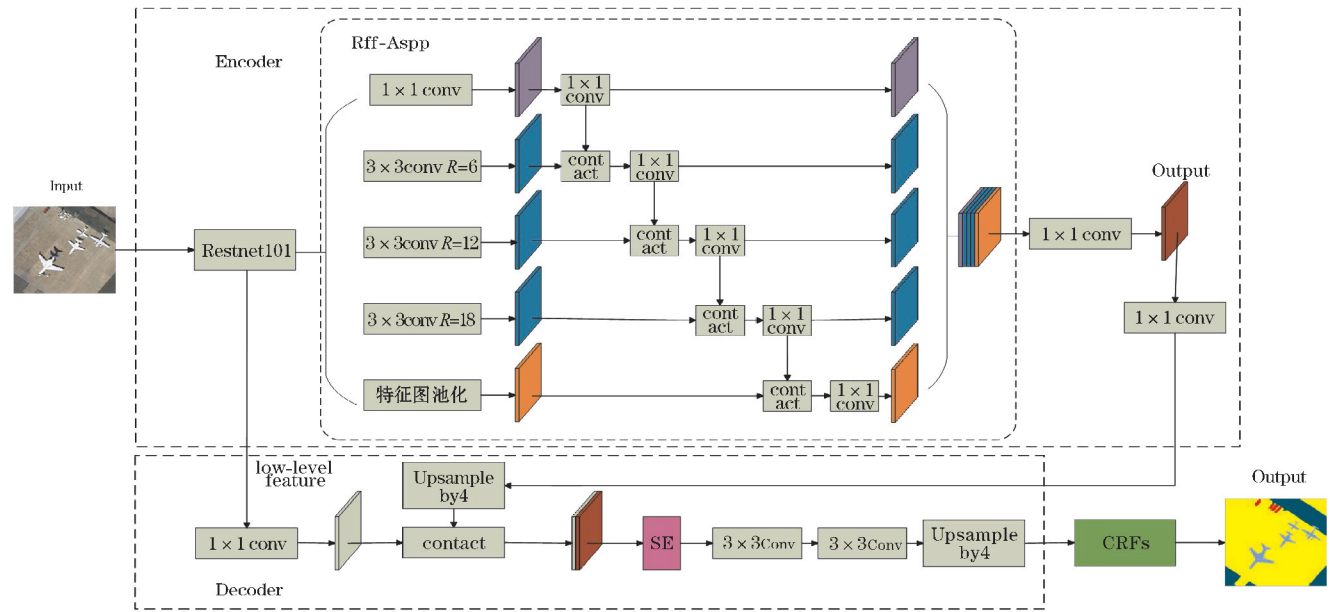 Encoder
Rff-Aspp
1×1 conv
1×1
conv
3×3conv R=6
cont
act
1×1
conv
Input
Output
3×3conv R=12
cont
act
1×1
conv
Restnet101
1×1 conv
3×3conv R=18
cont
act
1×1
conv
1×1 conv
特征图池化
cont
act
1×1
conv
low-level
feature
Upsample
by4
Output
1×1 conv
contact
SE
3×3Conv
3×3Conv
Upsample
by4
CRFs
Decoder